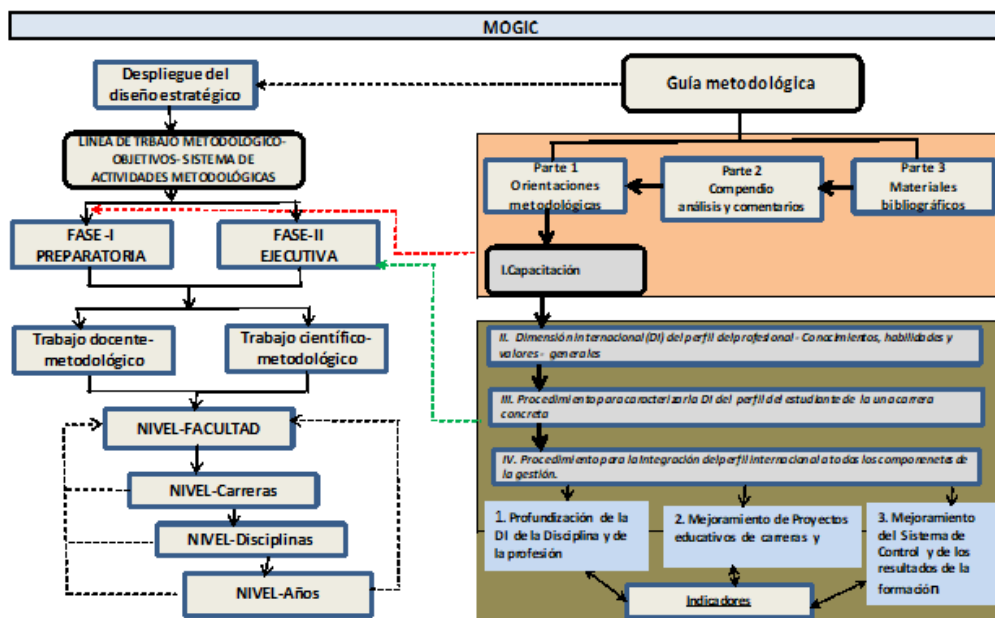 MOGIC
Despliegue del
diseño estratégico
Guía metodológica
LINEA DE TRBAJO METODOLOGICO-
OBJETIVOS- SISTEMA DE
ACTIVIDADES METODOLÓGICAS
Parte 1
Orientaciones
metodológicas
Parte 2
Compendio
análisis y comentarios
Parte 3
Materiales
bibliográficos
FASE -I
PREPARATORIA
FASE-II
EJECUTIVA
I.Capacitación
Trabajo docente-
metodológico
Trabajo científico-
metodológico
II. Dimensión internacional (DI) del perfil del profesional - Conocimientos, habilidades y
valores - generales
III. Procedimiento para caracterizar la DI del perfil del estudiante de la una carrera
concreta
IV. Procedimiento para la Integración del perfil internacional a todos los componenetes de
la gestión.
NIVEL-FACULTAD
NIVEL-Carreras
NIVEL-Disciplinas
NIVEL-Años
1. Profundización de la
DI de la Disciplina y de
la profesión
2. Mejoramiento de Proyectos
educativos de carreras y
3. Mejoramiento
del Sistema de
Control y de los
resultados de la
formación
Indicadores